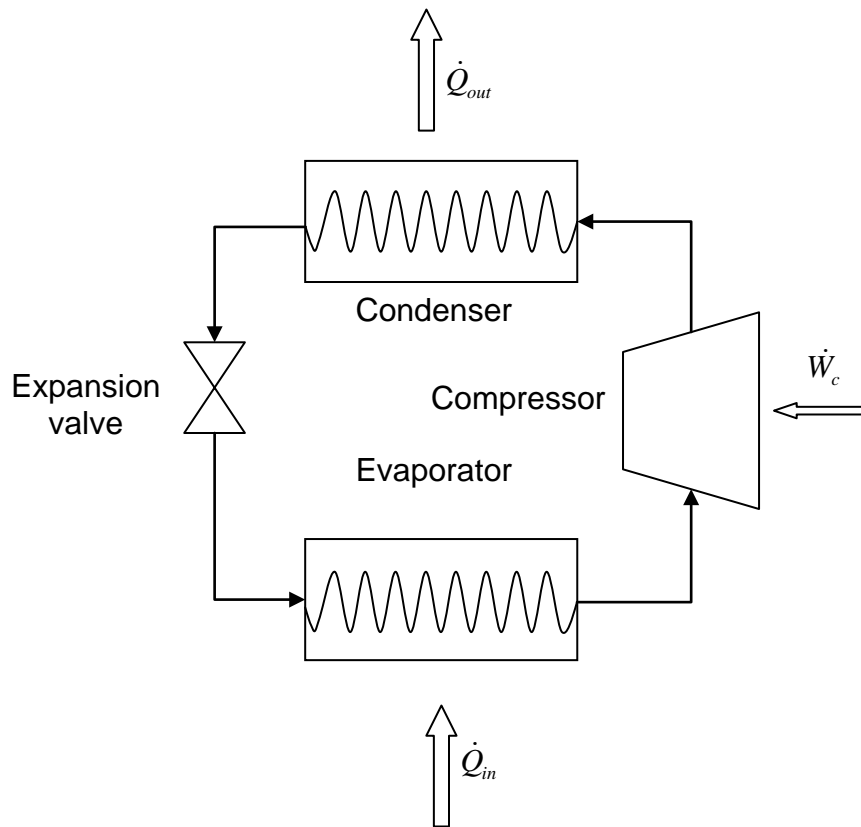 Q̇out
Condenser
Expansion
valve
Compressor
Ẇc
Evaporator
Q̇in